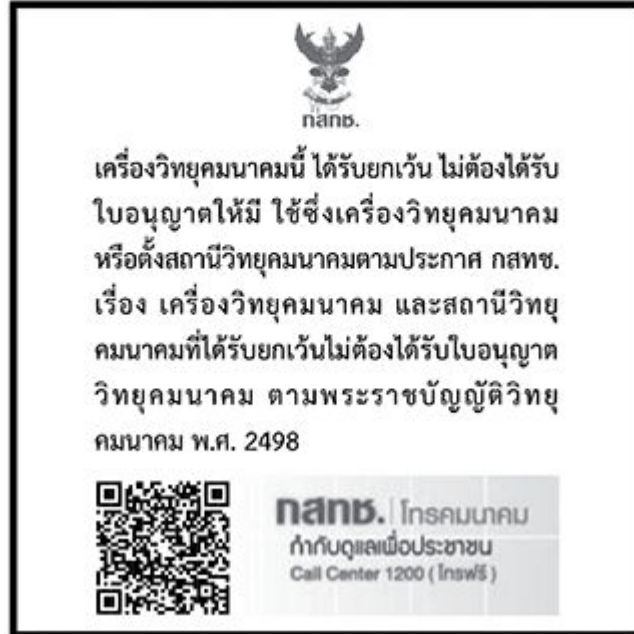 กสทช.
เครื่องวิทยุคมนาคมนี้ ได้รับยกเว้น ไม่ต้องได้รับ
ใบอนุญาตให้มี ใช้ซึ่งเครื่องวิทยุคมนาคม
หรือตั้งสถานีวิทยุคมนาคมตามประกาศ กสทช.
เรื่อง เครื่องวิทยุคมนาคม และสถานีวิทยุ
คมนาคมที่ได้รับยกเว้นไม่ต้องได้รับใบอนุญาต
วิทยุคมนาคม ตามพระราชบัญญัติวิทยุ
คมนาคม พ.ศ. 2498
กสทช. | โทรคมนาคม
กำกับดูแลเพื่อประชาชน
Call Center 1200 (โทรฟรี)